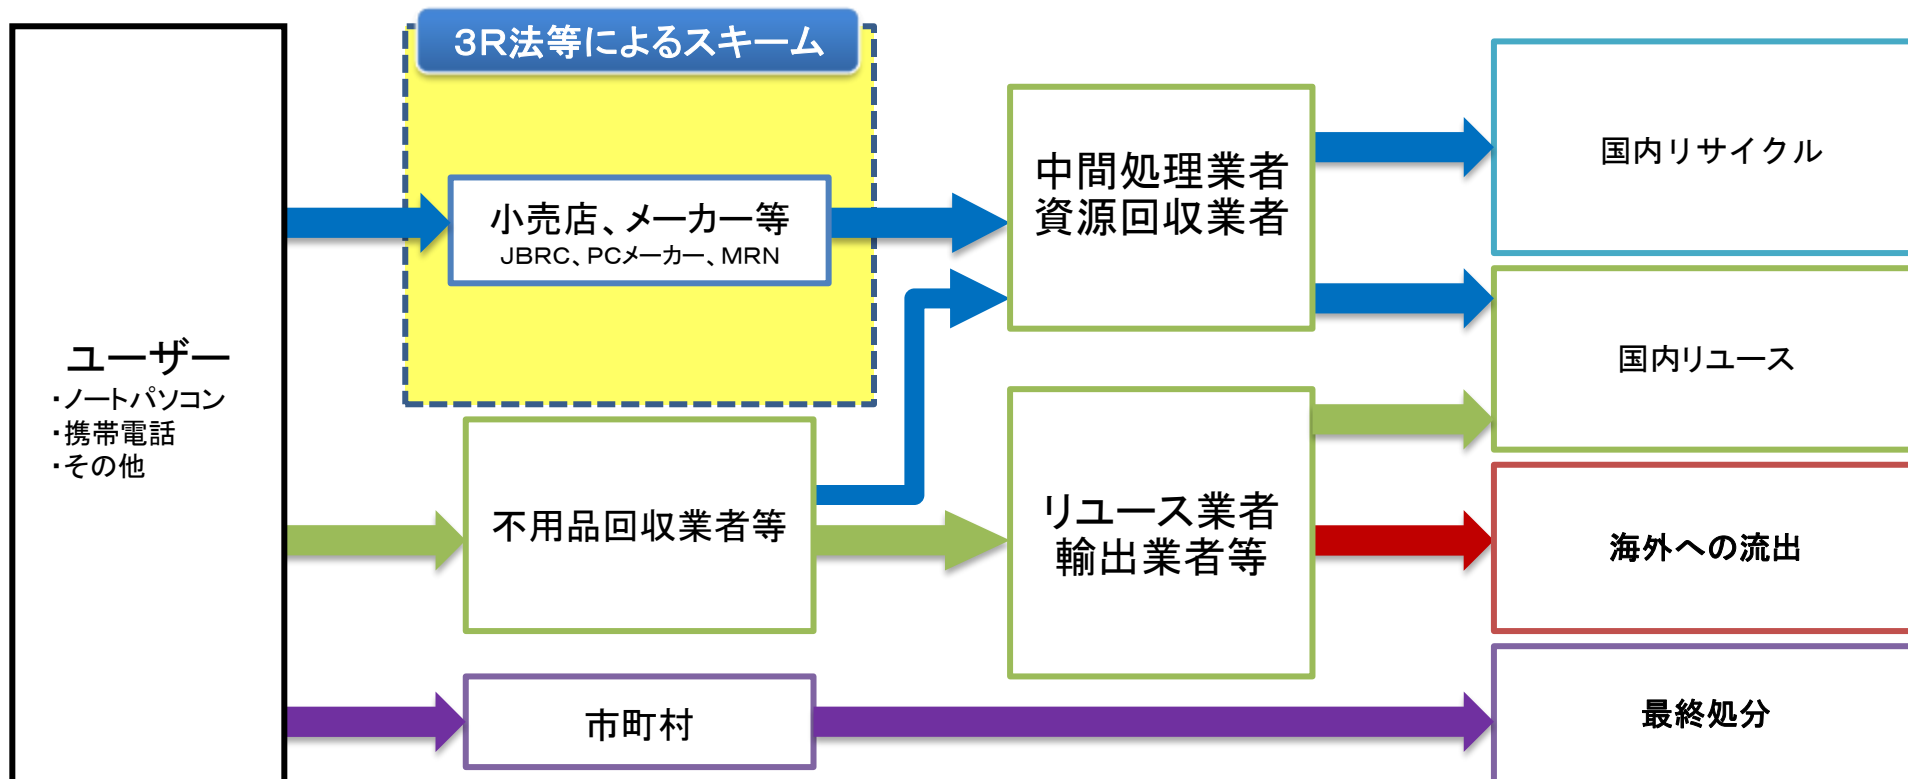 3R法等によるスキーム
ユーザー
・ノートパソコン
・携帯電話
・その他
小売店、メーカー等
JBRC、PCメーカー、MRN
不用品回収業者等
市町村
中間処理業者
資源回収業者
リユース業者
輸出業者等
国内リサイクル
国内リユース
海外への流出
最終処分